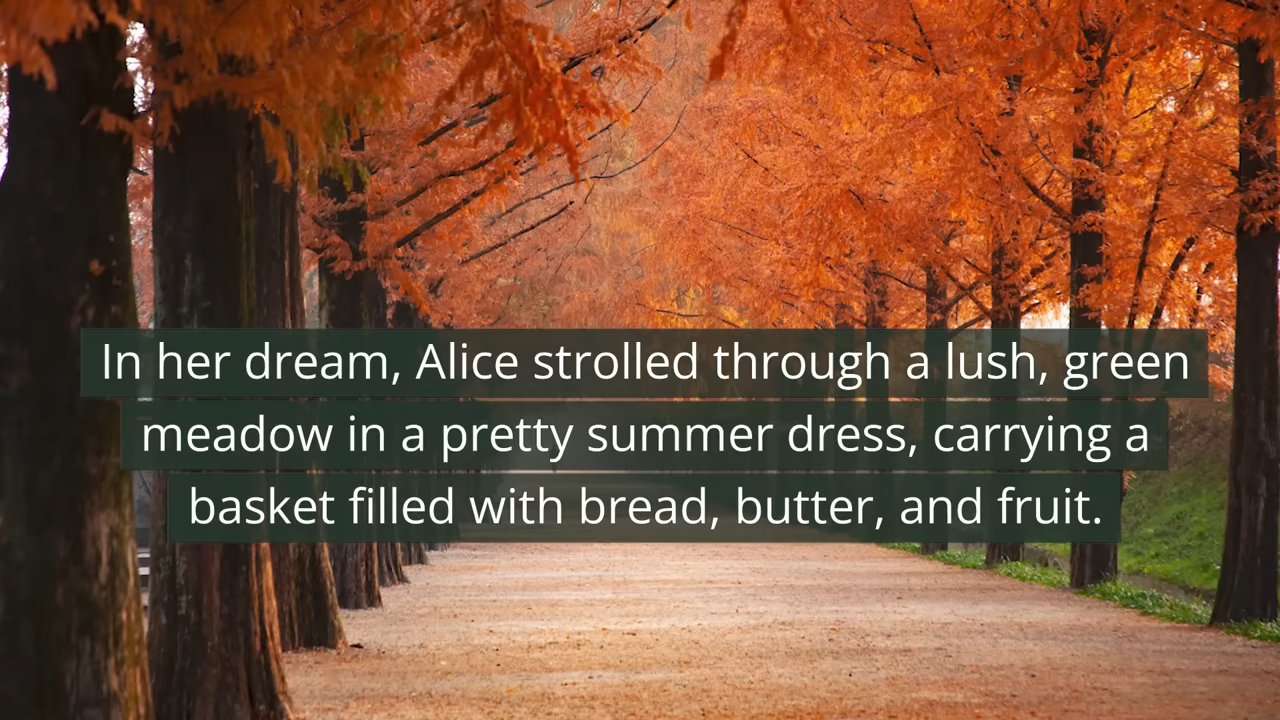 In her dream, Alice strolled through a lush, green
meadow in a pretty summer dress, carrying a
basket filled with bread, butter, and fruit.